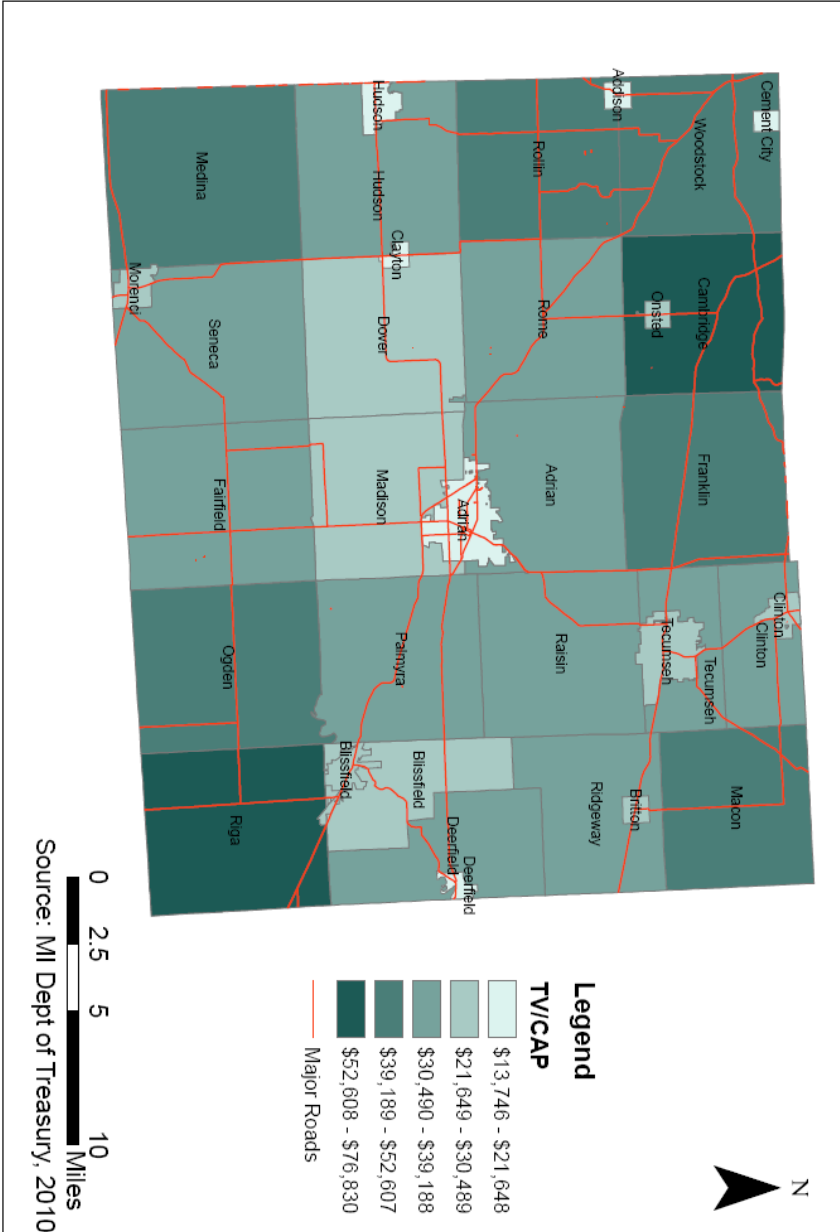 Cement City
Addison
Woodstock
Hudson
Rollin
Medina
Hudson
Clayton
Cambridge
Onsted
Rome
Morenci
Dover
Seneca
Franklin
Adrian
Adrian
Madison
Fairfield
Clinton
Clinton
Tecumseh
Tecumseh
Raisin
Palmyra
Ogden
Macon
Britton
Ridgeway
Blissfield
Blissfield
Deerfield
Deerfield
Riga
N
Legend
TV/CAP
$13,746 - $21,648
$21,649 - $30,489
$30,490 - $39,188
$39,189 - $52,607
$52,608 - $76,830
Major Roads
0 2.5 5 10
Miles
Source: MI Dept of Treasury, 2010